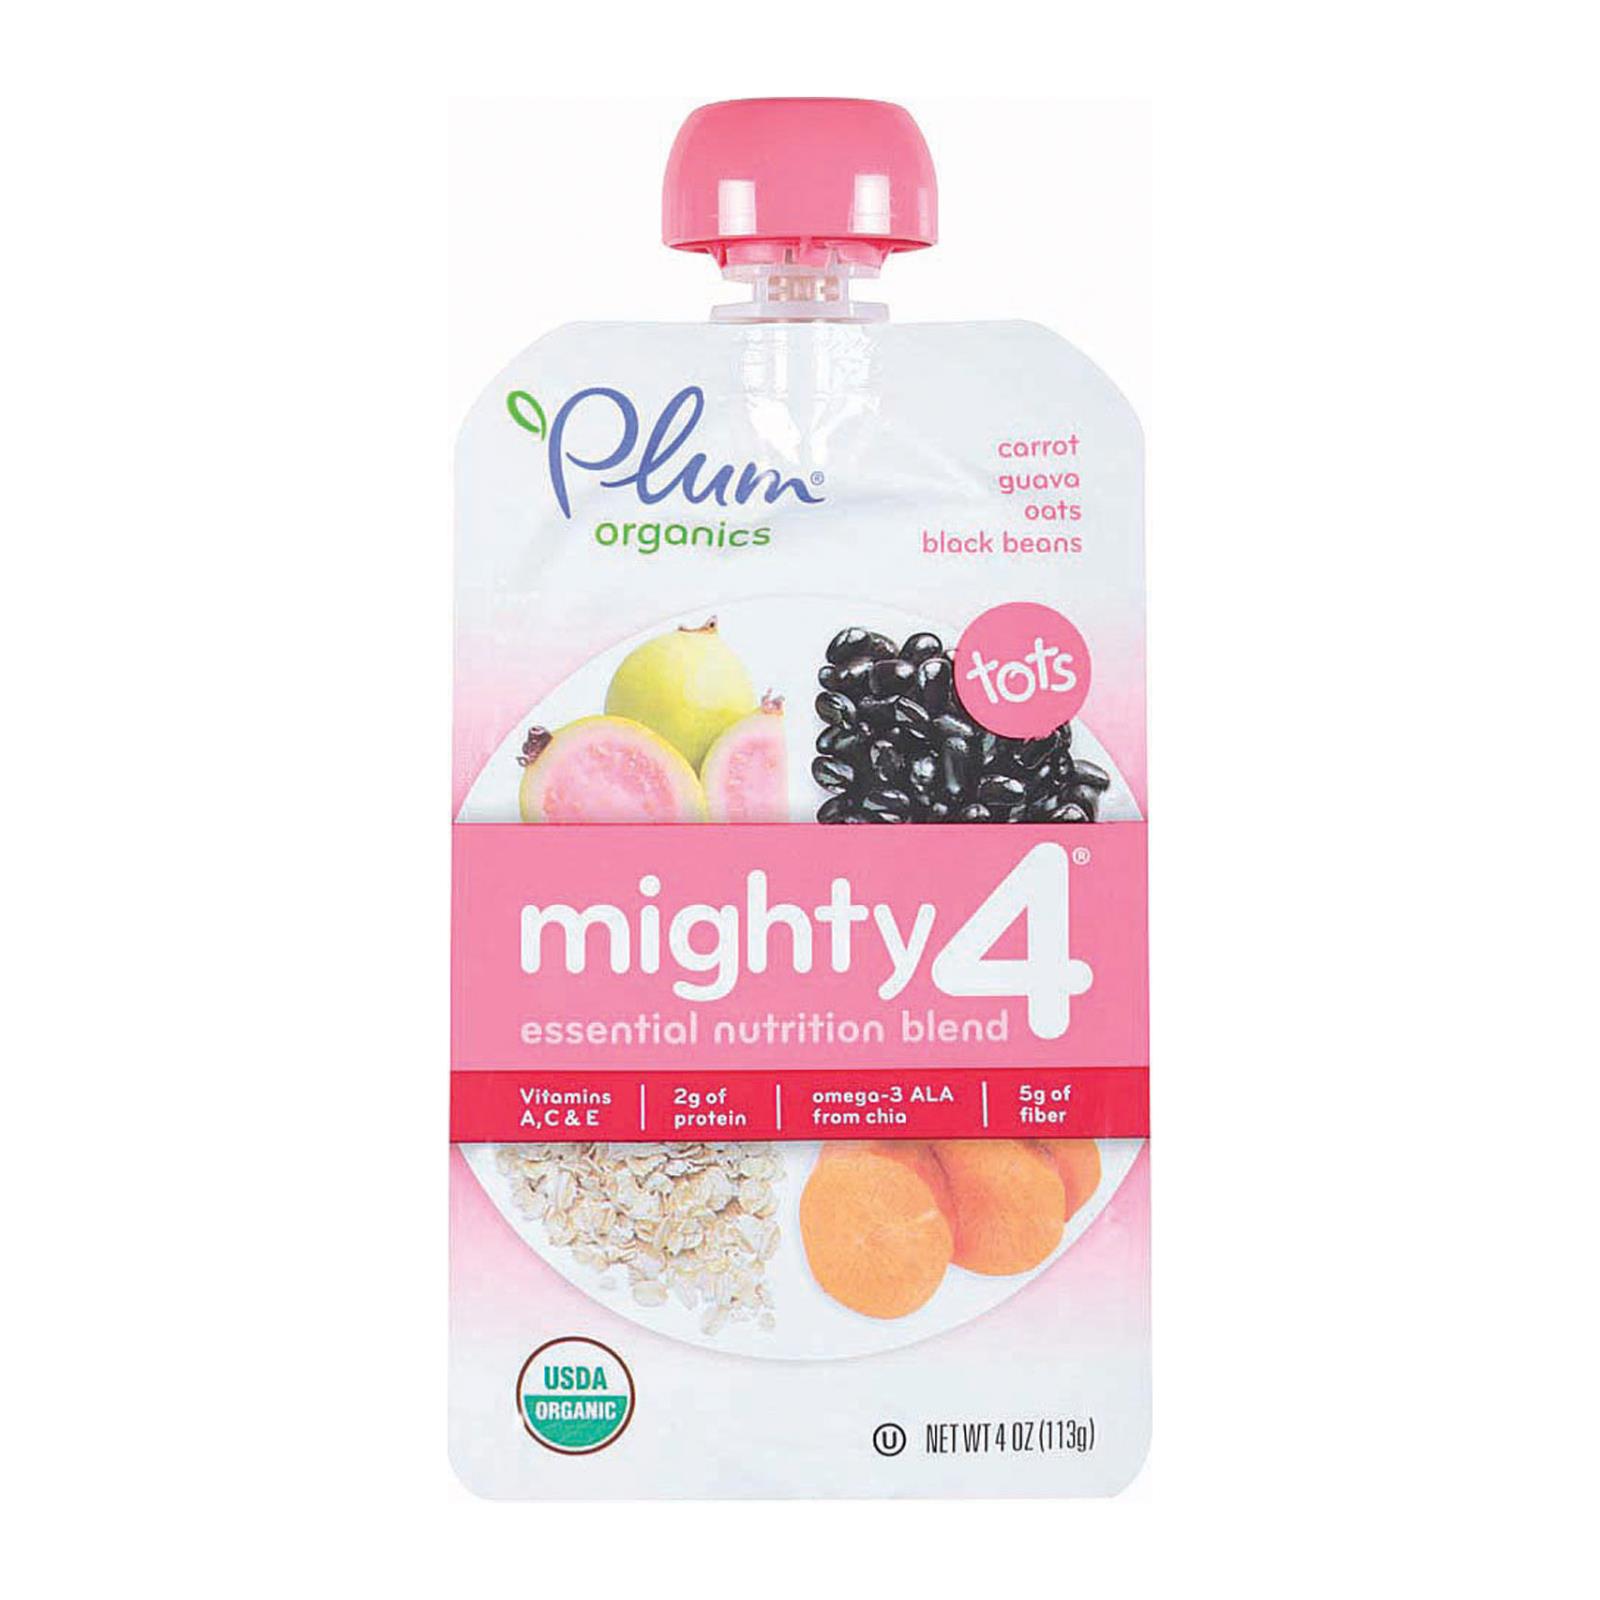 Plum®
organics
carrot
guava
oats
black beans
tots
mighty4®
essential nutrition blend
Vitamins
A, C & E
2g of
protein
omega-3 ALA
from chia
5g of
fiber
USDA
ORGANIC
U NET WT 4 OZ (113g)